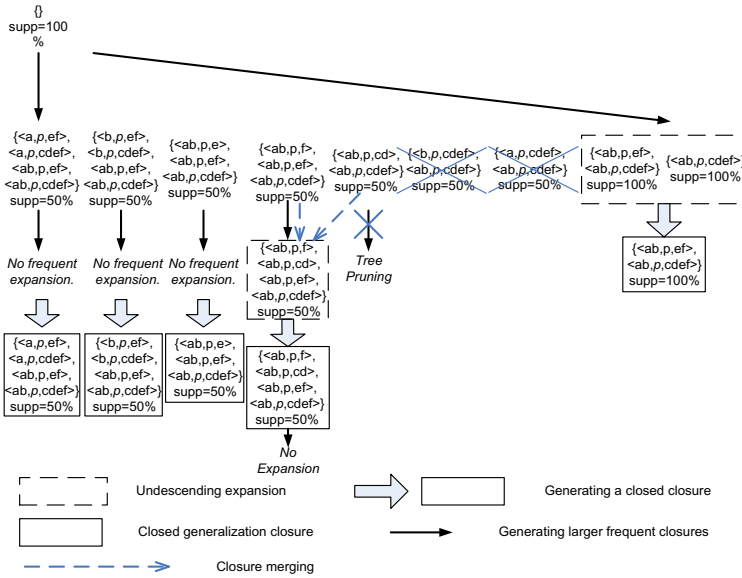 {}
supp=100
%
{<a,p,ef>,
<a,p,cdef>,
<ab,p,ef>,
<ab,p,cdef>}
supp=50%
{<b,p,ef>,
<b,p,cdef>,
<ab,p,ef>,
<ab,p,cdef>}
supp=50%
{<ab,p,e>,
<ab,p,ef>,
<ab,p,cdef>}
supp=50%
{<ab,p,f>,
<ab,p,ef>,
<ab,p,cdef>}
supp=50%
{<ab,p,cd>,
<ab,p,cdef>}
supp=50%
{<b,p,cdef>,
<ab,p,cdef>}
supp=50%
{<a,p,cdef>,
<ab,p,cdef>}
supp=50%
{<ab,p,ef>,
<ab,p,cdef>}
supp=100%
{<ab,p,cdef>}
supp=100%
No frequent
expansion.
No frequent
expansion.
No frequent
expansion.
{<ab,p,f>,
<ab,p,cd>,
<ab,p,ef>,
<ab,p,cdef>}
supp=50%
Tree
Pruning
{<ab,p,ef>,
<ab,p,cdef>}
supp=100%
{<a,p,ef>,
<a,p,cdef>,
<ab,p,ef>,
<ab,p,cdef>}
supp=50%
{<b,p,ef>,
<b,p,cdef>,
<ab,p,ef>,
<ab,p,cdef>}
supp=50%
{<ab,p,e>,
<ab,p,ef>,
<ab,p,cdef>}
supp=50%
{<ab,p,f>,
<ab,p,cd>,
<ab,p,ef>,
<ab,p,cdef>}
supp=50%
No
Expansion
Undescending expansion
Generating a closed closure
Closed generalization closure
Generating larger frequent closures
Closure merging